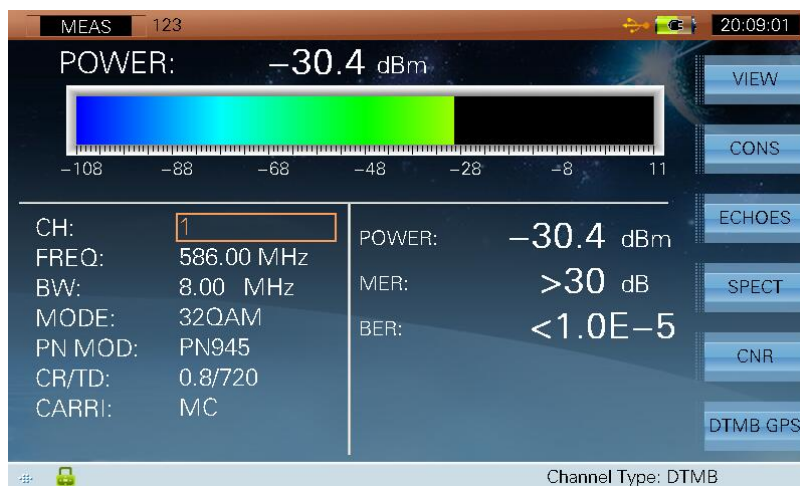 MEAS 123 20:09:01
POWER: −30.4 dBm
VIEW
−108 −88 −68 −48 −28 −8 11
CONS
CH: 1
FREQ: 586.00 MHz
BW: 8.00 MHz
MODE: 32QAM
PN MOD: PN945
CR/TD: 0.8/720
CARRI: MC
POWER: −30.4 dBm
MER: >30 dB
BER: <1.0E−5
ECHOES
SPECT
CNR
DTMB GPS
Channel Type: DTMB